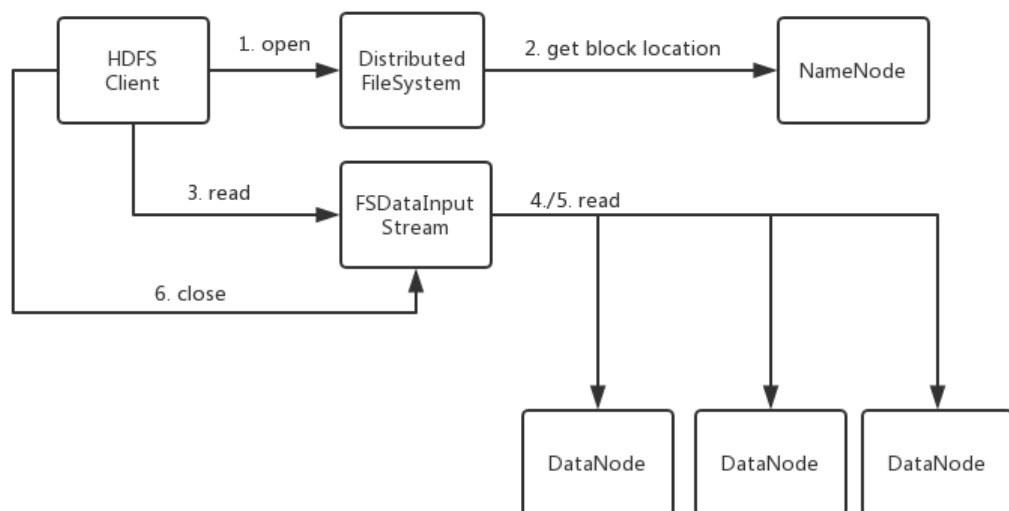 HDFS
Client
1. open
Distributed
FileSystem
2. get block location
NameNode
3. read
FSDataInput
Stream
4./5. read
6. close
DataNode
DataNode
DataNode